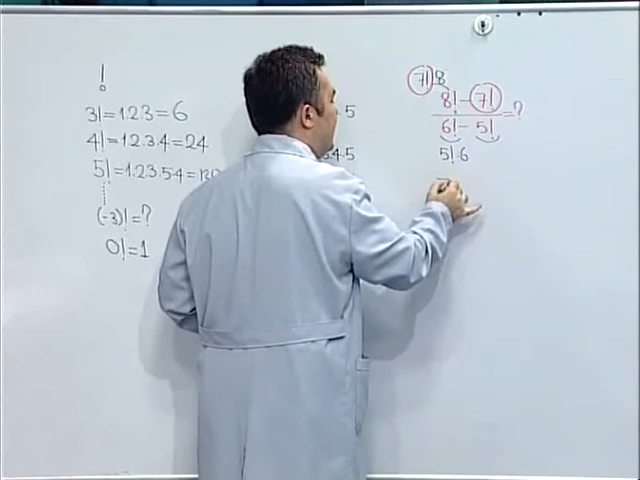 !
3! = 1.2.3 = 6
4! = 1.2.3.4 = 24
5! = 1.2.3.5.4 = 120
(-3)! = ?
0! = 1
5
3.4.5
7! 8
8! - 7!
6! - 5!
= ?
5! . 6